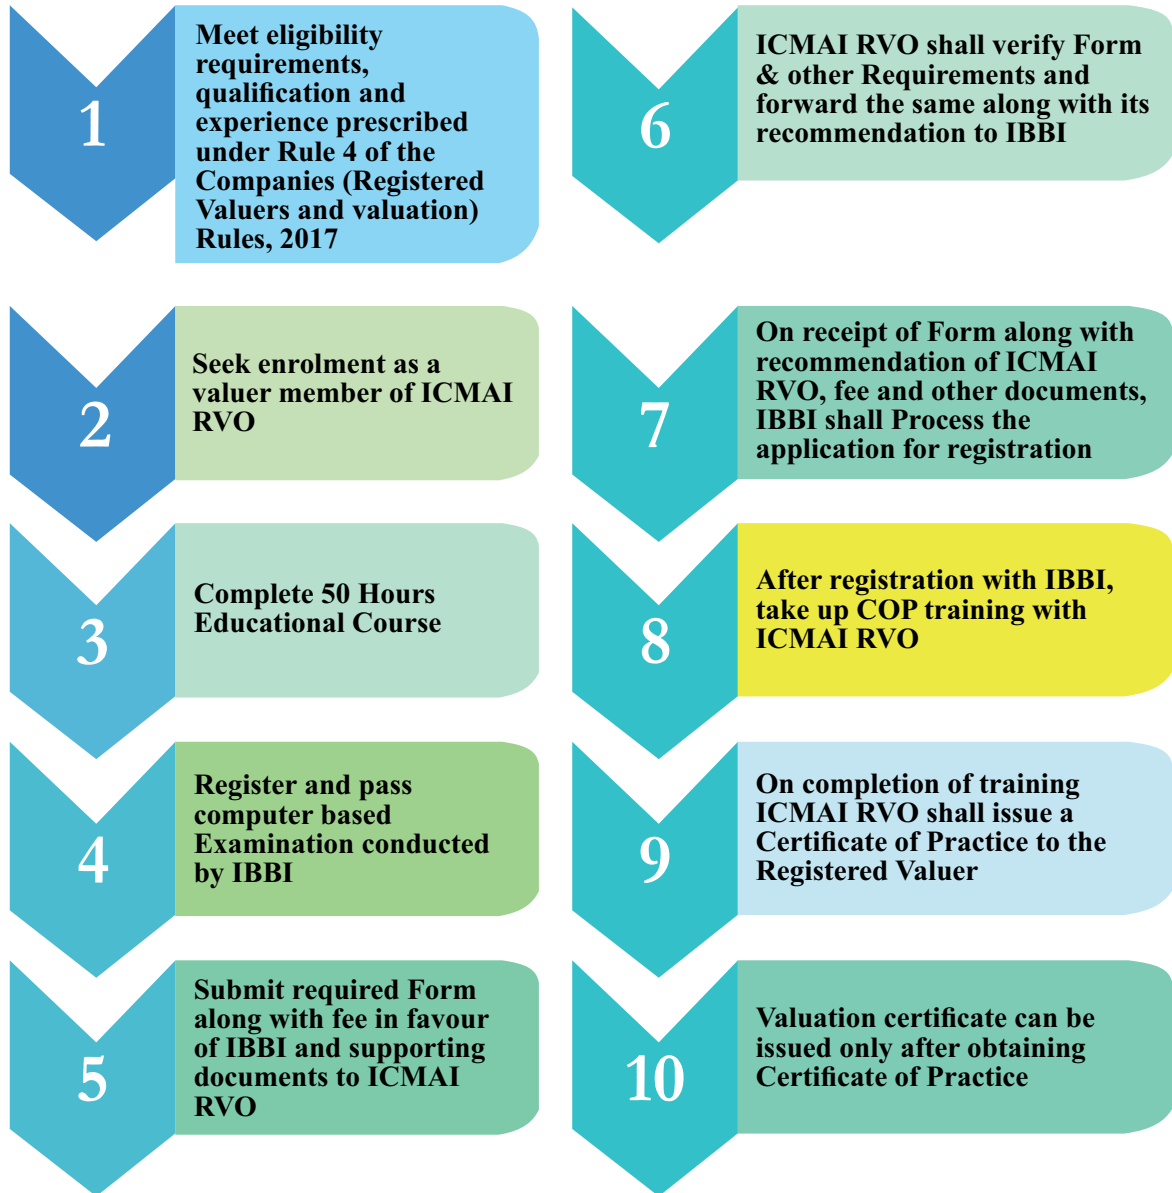 1
Meet eligibility
requirements,
qualification and
experience prescribed
under Rule 4 of the
Companies (Registered
Valuers and valuation)
Rules, 2017
2
Seek enrolment as a
valuer member of ICMAI
RVO
3
Complete 50 Hours
Educational Course
4
Register and pass
computer based
Examination conducted
by IBBI
5
Submit required Form
along with fee in favour
of IBBI and supporting
documents to ICMAI
RVO
6
ICMAI RVO shall verify Form
& other Requirements and
forward the same along with its
recommendation to IBBI
7
On receipt of Form along with
recommendation of ICMAI
RVO, fee and other documents,
IBBI shall Process the
application for registration
8
After registration with IBBI,
take up COP training with
ICMAI RVO
9
On completion of training
ICMAI RVO shall issue a
Certificate of Practice to the
Registered Valuer
10
Valuation certificate can be
issued only after obtaining
Certificate of Practice